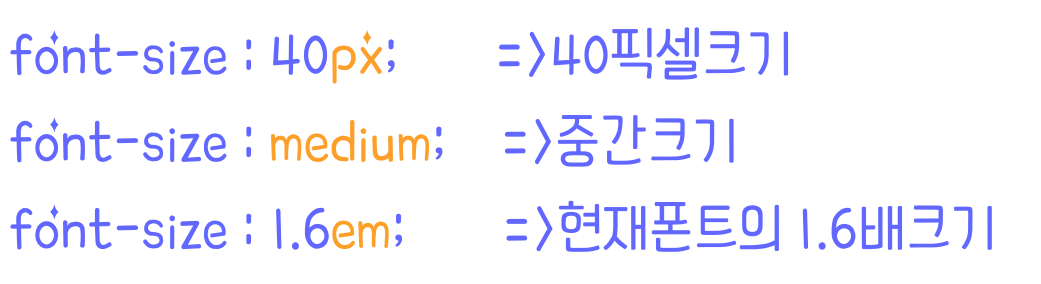 font-size : 40px; =>40픽셀크기
font-size : medium; =>중간크기
font-size : 1.6em; =>현재폰트의 1.6배크기